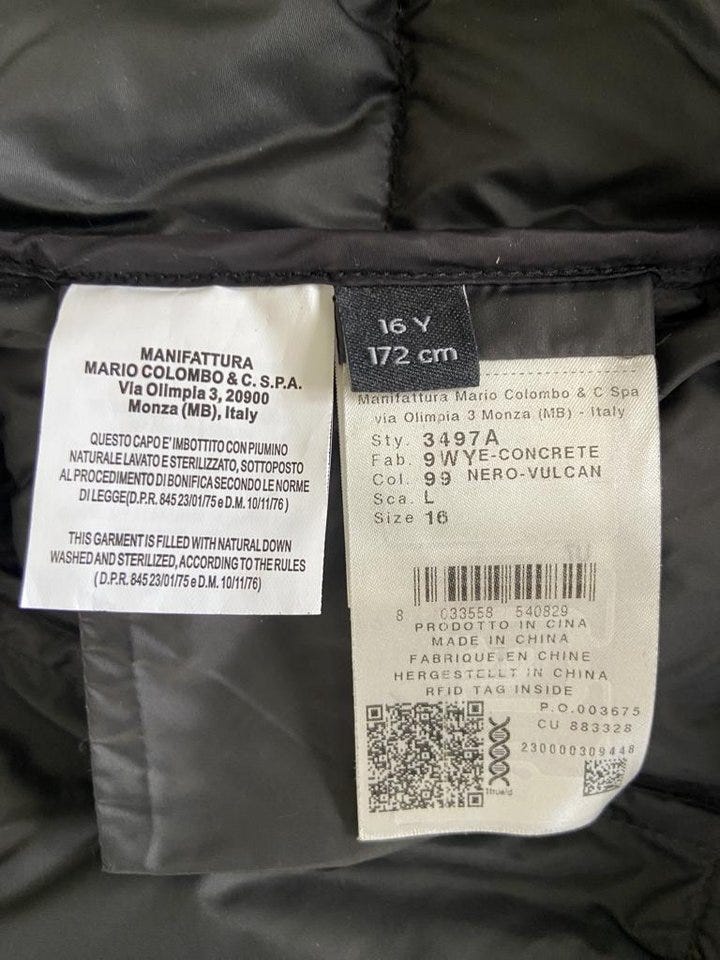 MANIFATTURA
MARIO COLOMBO & C. S.P.A.
Via Olimpia 3, 20900
Monza (MB), Italy
QUESTO CAPO E' IMBOTTITO CON PIUMINO
NATURALE LAVATO E STERILIZZATO, SOTTOPOSTO
AL PROCEDIMENTO DI BONIFICA SECONDO LE NORME
DI LEGGE(D.P.R. 845 23/01/75 e D.M. 10/11/76 )
THIS GARMENT IS FILLED WITH NATURAL DOWN
WASHED AND STERILIZED, ACCORDING TO THE RULES
( D.P.R. 845 23/01/75 e D.M. 10/11/76)
16 Y
172 cm
Manifattura Mario Colombo & C Spa
via Olimpia 3 Monza (MB) - Italy
Sty. 3497A
Fab. 9WYE-CONCRETE
Col. 99 NERO-VULCAN
Sca. L
Size 16
8 033558 540829
PRODOTTO IN CINA
MADE IN CHINA
FABRIQUE EN CHINE
HERGESTELLT IN CHINA
RFID TAG INSIDE
P.O.003675
CU 883328
230000309448
1trueid